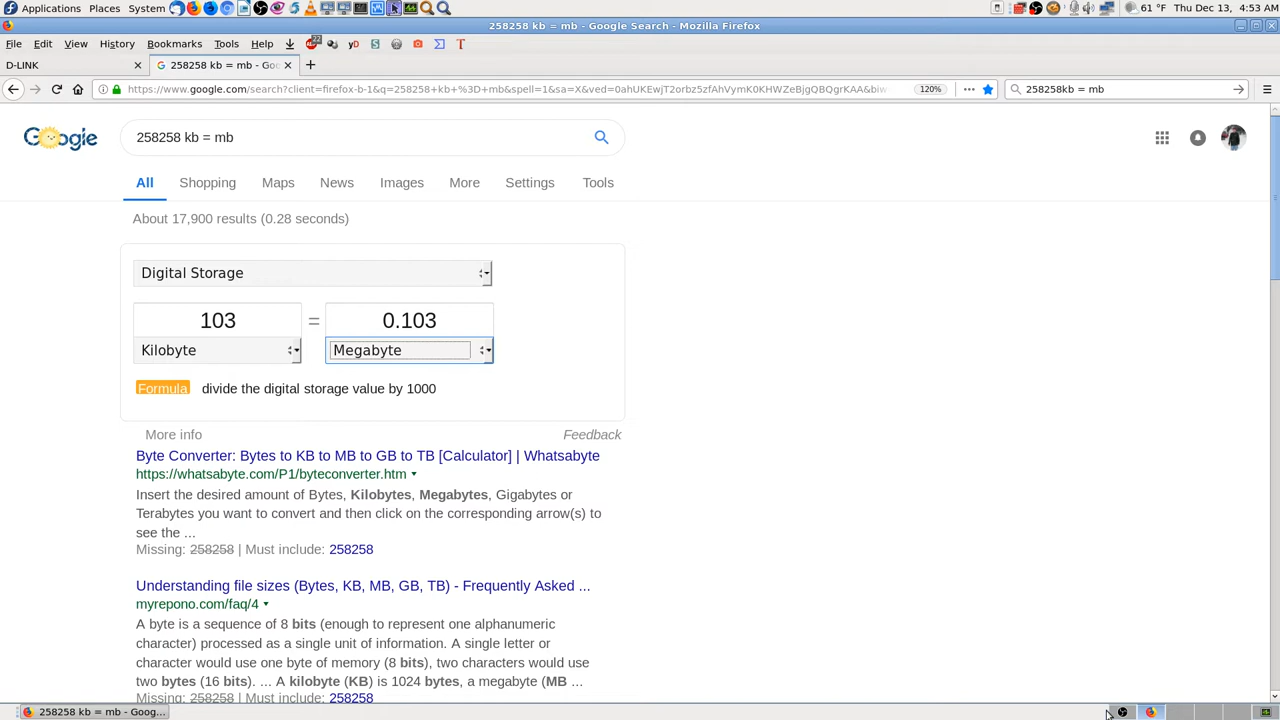 Applications Places System 61 °F Thu Dec 13, 4:53 AM
258258 kb = mb - Google Search - Mozilla Firefox
File Edit View History Bookmarks Tools Help 22 yD S T
D-LINK × G 258258 kb = mb - Goo × +
https://www.google.com/search?client=firefox-b-1&q=258258+kb+%3D+mb&spell=1&sa=X&ved=0ahUKEwjT2orbz5zfAhVymK0KHWZeBjgQBQgrKAA&biw 120% 258258kb = mb
Google 258258 kb = mb
All Shopping Maps News Images More Settings Tools
About 17,900 results (0.28 seconds)
Digital Storage
103 = 0.103
Kilobyte Megabyte
Formula divide the digital storage value by 1000
More info Feedback
Byte Converter: Bytes to KB to MB to GB to TB [Calculator] | Whatsabyte
https://whatsabyte.com/P1/byteconverter.htm
Insert the desired amount of Bytes, Kilobytes, Megabytes, Gigabytes or
Terabytes you want to convert and then click on the corresponding arrow(s) to
see the ...
Missing: 258258 | Must include: 258258
Understanding file sizes (Bytes, KB, MB, GB, TB) - Frequently Asked ...
myrepono.com/faq/4
A byte is a sequence of 8 bits (enough to represent one alphanumeric
character) processed as a single unit of information. A single letter or
character would use one byte of memory (8 bits), two characters would use
two bytes (16 bits). ... A kilobyte (KB) is 1024 bytes, a megabyte (MB ...
Missing: 258258 | Must include: 258258
258258 kb = mb - Goog...